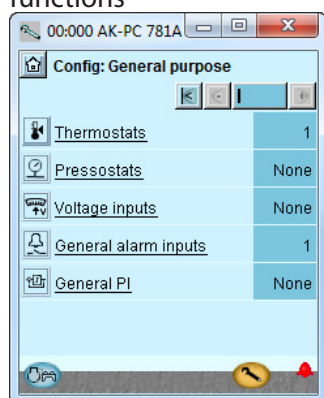 functions
00:000 AK-PC 781A
Config: General purpose
Thermostats 1
Pressostats None
Voltage inputs None
General alarm inputs 1
General PI None